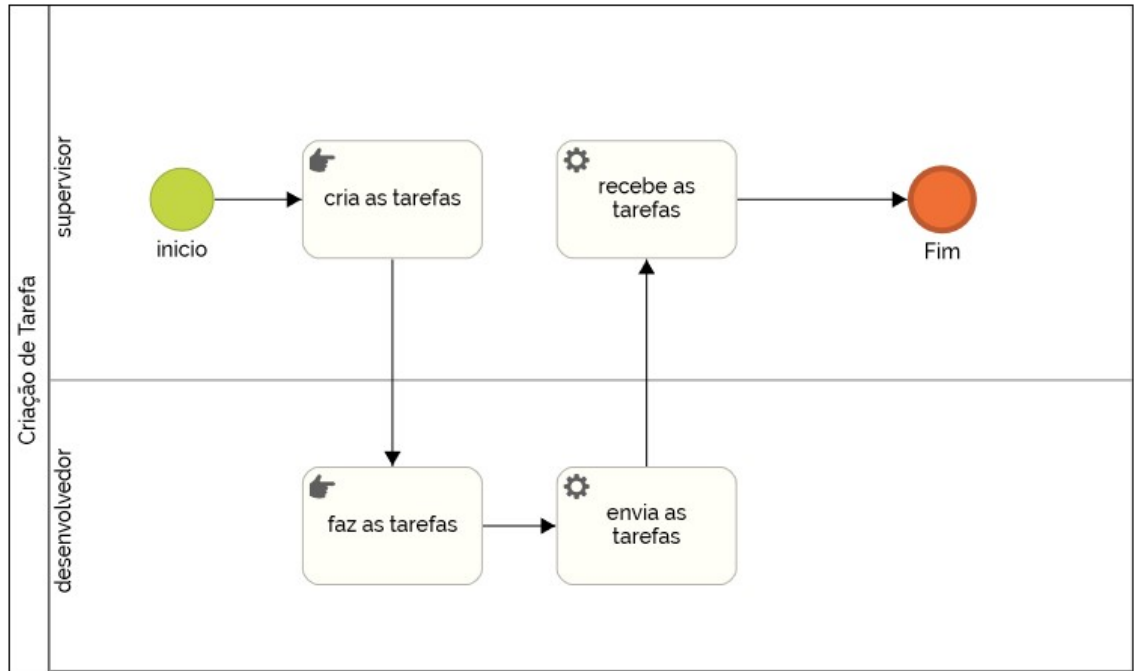 Criação de Tarefa
supervisor
inicio
cria as tarefas
recebe as
tarefas
Fim
desenvolvedor
faz as tarefas
envia as
tarefas